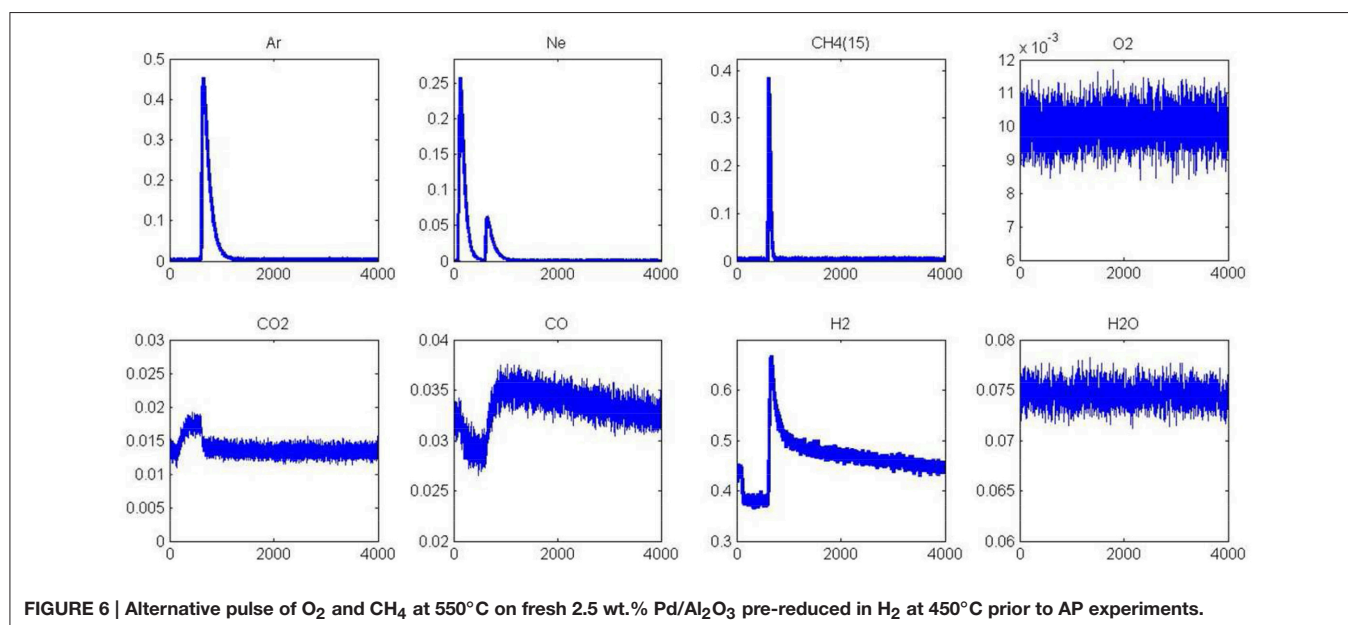 Ar
0.5
0.4
0.3
0.2
0.1
0
0 2000 4000
Ne
0.25
0.2
0.15
0.1
0.05
0
0 2000 4000
CH4(15)
0.4
0.3
0.2
0.1
0
0 2000 4000
O2
x 10⁻³
12
11
10
9
8
7
6
0 2000 4000
CO2
0.03
0.025
0.02
0.015
0.01
0.005
0
0 2000 4000
CO
0.04
0.035
0.03
0.025
0.02
0 2000 4000
H2
0.6
0.5
0.4
0.3
0 2000 4000
H2O
0.08
0.075
0.07
0.065
0.06
0 2000 4000
FIGURE 6 | Alternative pulse of O₂ and CH₄ at 550°C on fresh 2.5 wt.% Pd/Al₂O₃ pre-reduced in H₂ at 450°C prior to AP experiments.